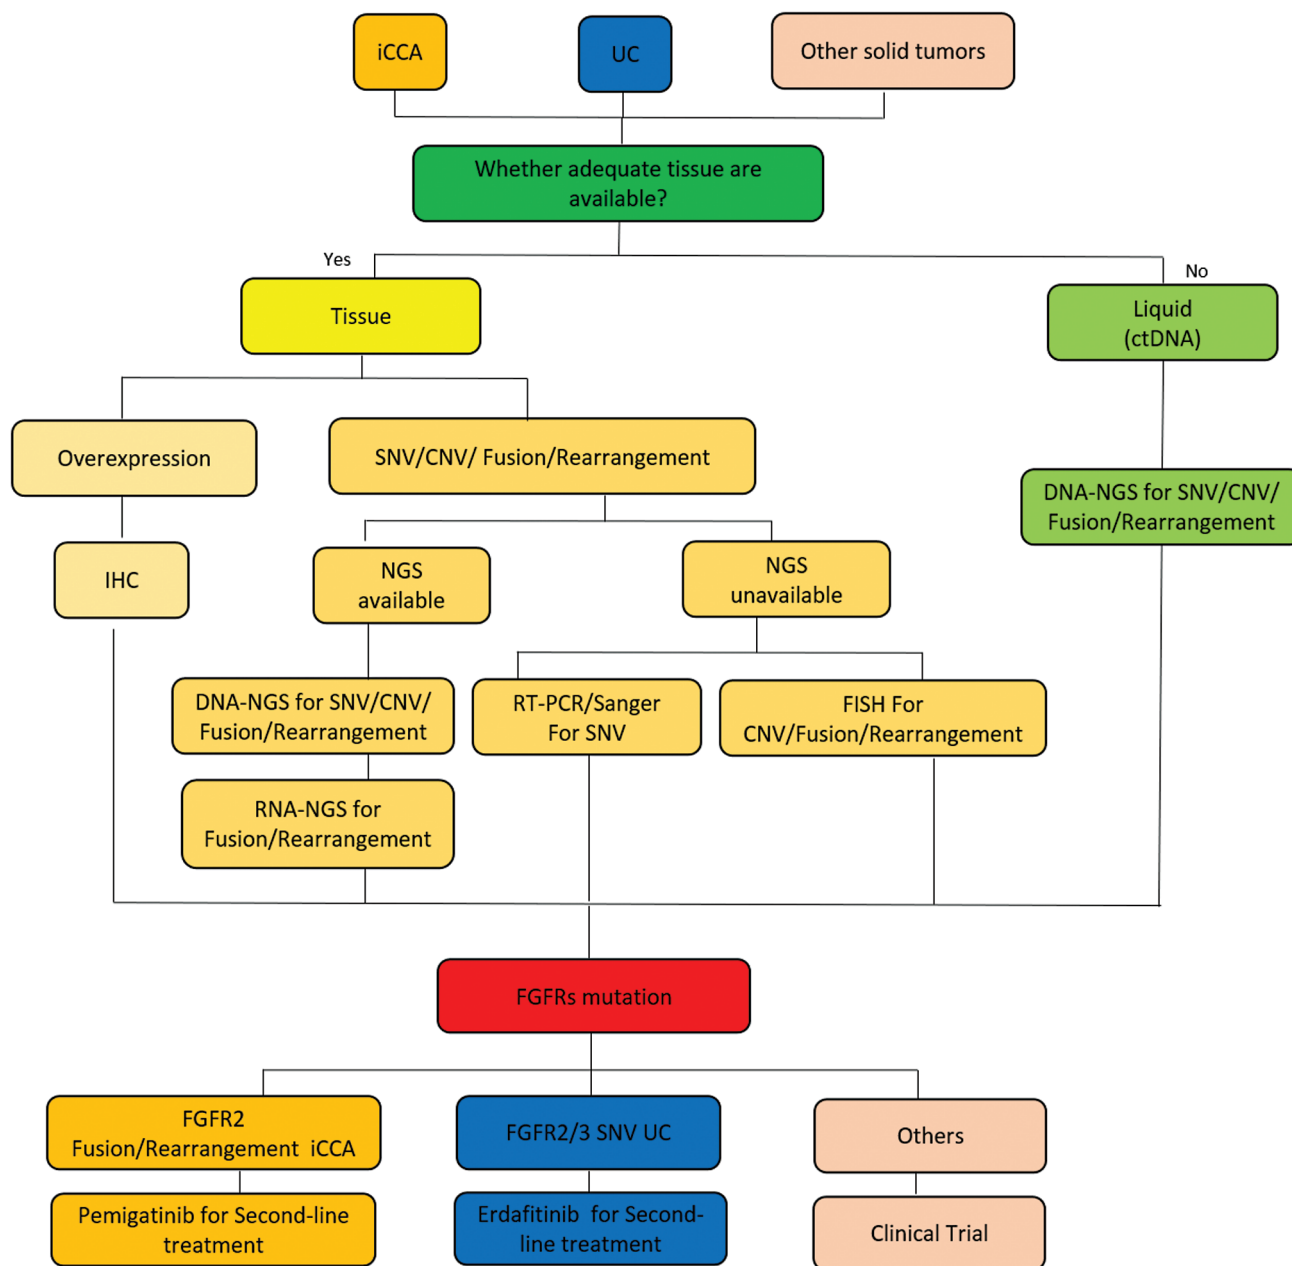 iCCA
UC
Other solid tumors
Whether adequate tissue are
available?
Yes
No
Tissue
Liquid
(ctDNA)
Overexpression
SNV/CNV/ Fusion/Rearrangement
DNA-NGS for SNV/CNV/
Fusion/Rearrangement
IHC
NGS
available
NGS
unavailable
DNA-NGS for SNV/CNV/
Fusion/Rearrangement
RT-PCR/Sanger
For SNV
FISH For
CNV/Fusion/Rearrangement
RNA-NGS for
Fusion/Rearrangement
FGFRs mutation
FGFR2
Fusion/Rearrangement iCCA
FGFR2/3 SNV UC
Others
Pemigatinib for Second-line
treatment
Erdafitinib for Second-
line treatment
Clinical Trial